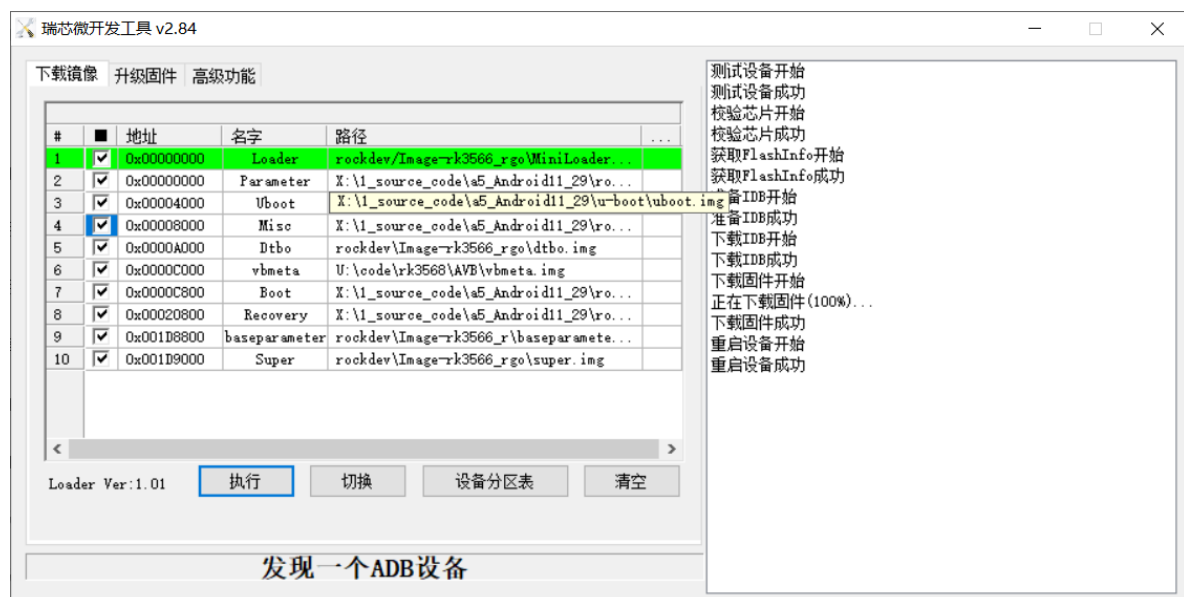 瑞芯微开发工具 v2.84
下载镜像 升级固件 高级功能
# 地址 名字 路径 ...
1 0x00000000 Loader rockdev/Image-rk3566_rgo\MiniLoader...
2 0x00000000 Parameter X:\1_source_code\a5_Android11_29\ro...
3 0x00004000 Uboot X:\1_source_code\a5_Android11_29\u-boot\uboot.img
4 0x00008000 Misc X:\1_source_code\a5_Android11_29\ro...
5 0x0000A000 Dtbo rockdev\Image-rk3566_rgo\dtbo.img
6 0x0000C000 vbmeta U:\code\rk3568\AVB\vbmeta.img
7 0x0000C800 Boot X:\1_source_code\a5_Android11_29\ro...
8 0x00020800 Recovery X:\1_source_code\a5_Android11_29\ro...
9 0x001D8800 baseparameter rockdev\Image-rk3566_r\baseparamete...
10 0x001D9000 Super rockdev\Image-rk3566_rgo\super.img
Loader Ver:1.01 执行 切换 设备分区表 清空
发现一个ADB设备
测试设备开始
测试设备成功
校验芯片开始
校验芯片成功
获取FlashInfo开始
获取FlashInfo成功
备IDB开始
准备IDB成功
下载IDB开始
下载IDB成功
下载固件开始
正在下载固件(100%)...
下载固件成功
重启设备开始
重启设备成功